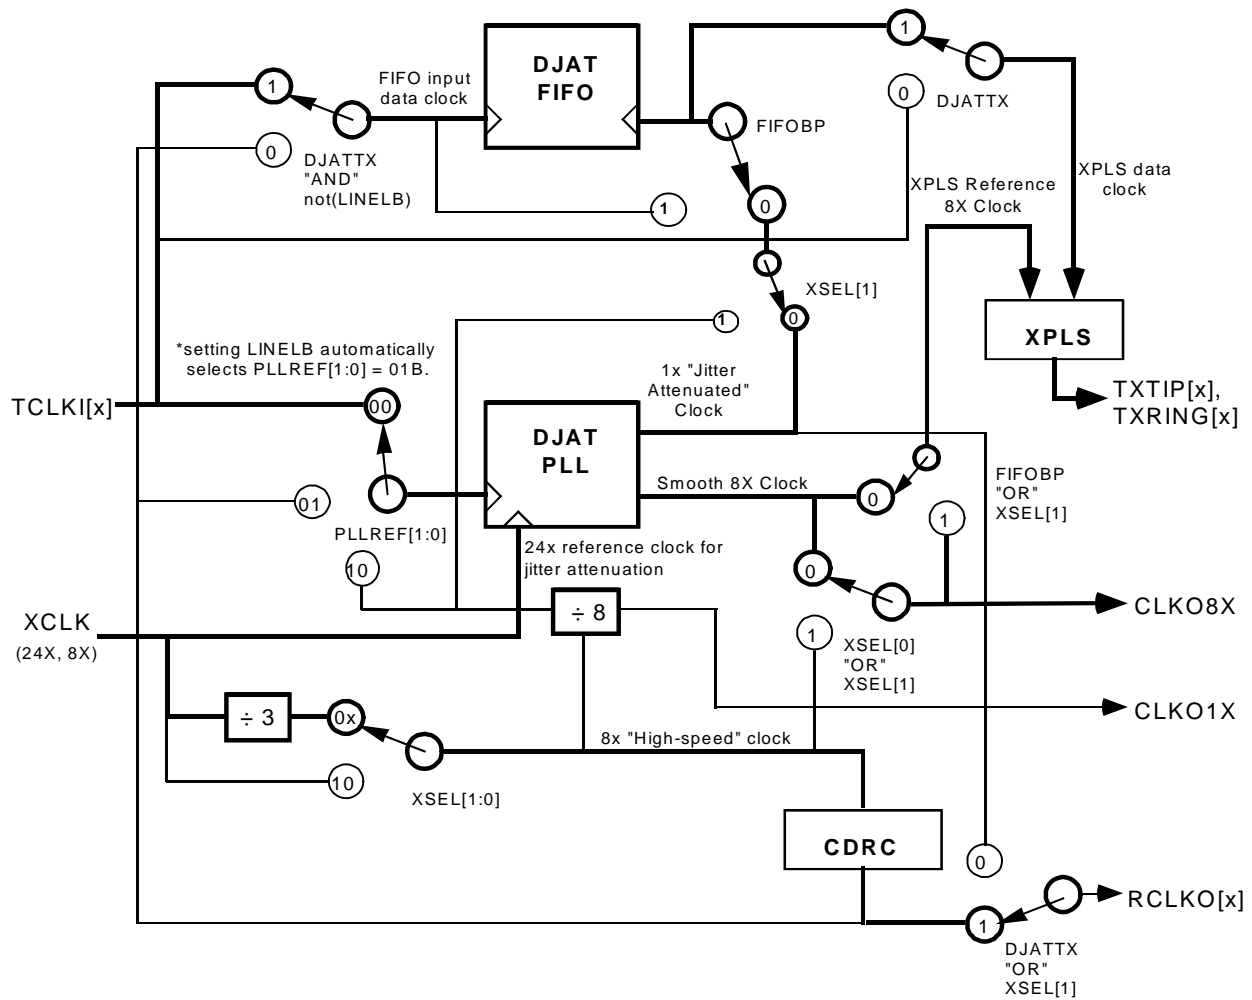 DJAT
FIFO
1
FIFO input
data clock
1
0
DJATTX
0
DJATTX
"AND"
not(LINELB)
FIFOBP
1
0
XPLS Reference
8X Clock
XPLS data
clock
XSEL[1]
1
0
XPLS
*setting LINELB automatically
selects PLLREF[1:0] = 01B.
TCLKI[x]
00
1x "Jitter
Attenuated"
Clock
TXTIP[x],
TXRING[x]
DJAT
PLL
Smooth 8X Clock
0
FIFOBP
"OR"
XSEL[1]
1
01
PLLREF[1:0]
24x reference clock for
jitter attenuation
10
0
÷ 8
CLKO8X
XCLK
(24X, 8X)
1
XSEL[0]
"OR"
XSEL[1]
÷ 3
0x
CLKO1X
8x "High-speed" clock
10
XSEL[1:0]
CDRC
0
RCLKO[x]
1
DJATTX
"OR"
XSEL[1]